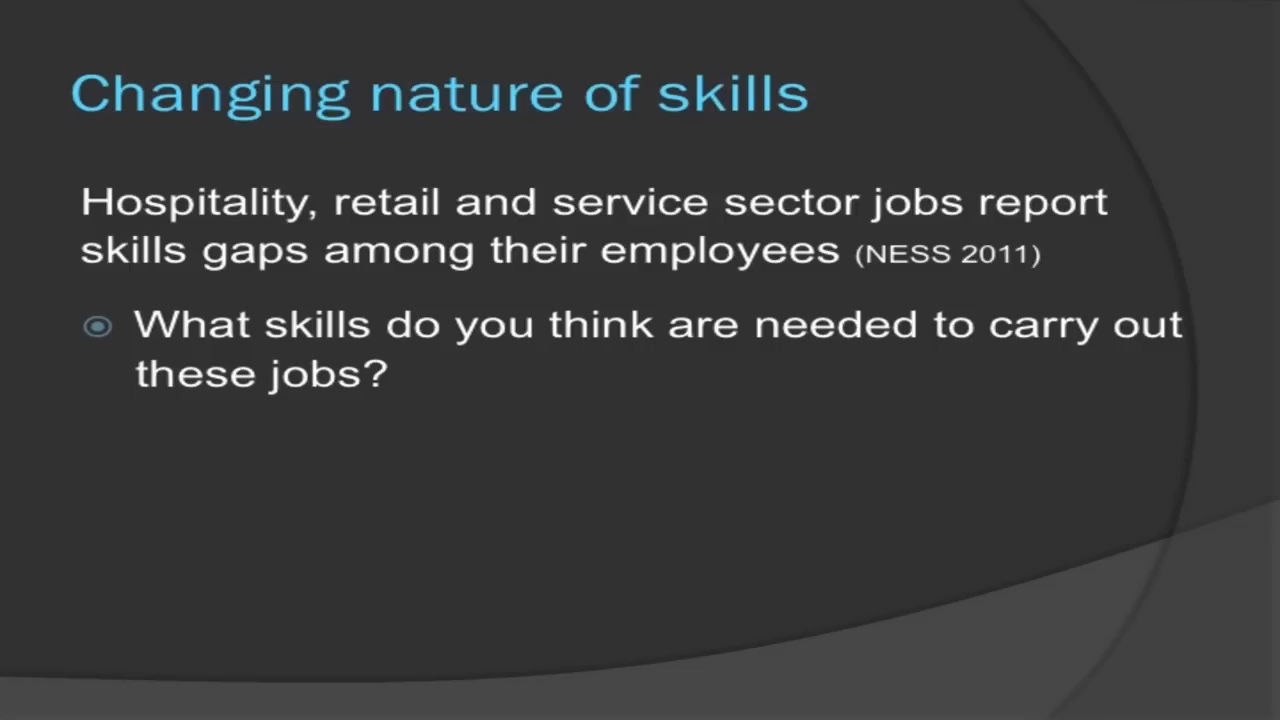 Changing nature of skills
Hospitality, retail and service sector jobs report
skills gaps among their employees (NESS 2011)
What skills do you think are needed to carry out
these jobs?